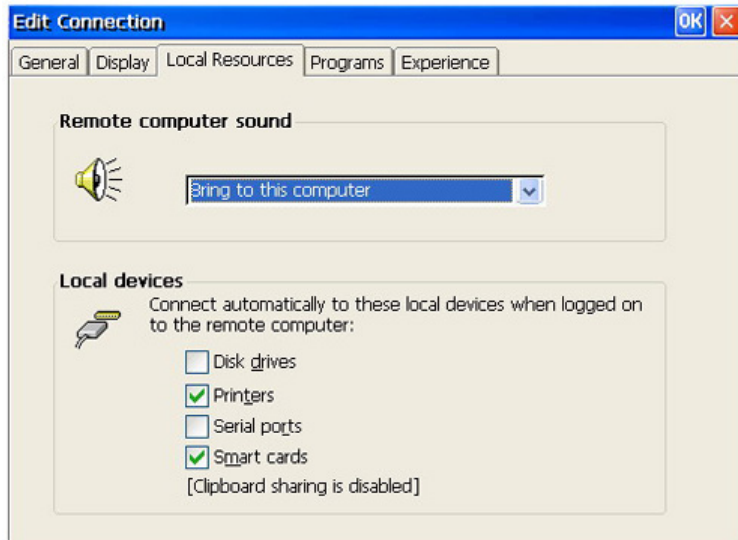 Edit Connection OK
General Display Local Resources Programs Experience
Remote computer sound
Bring to this computer
Local devices
Connect automatically to these local devices when logged on
to the remote computer:
Disk drives
Printers
Serial ports
Smart cards
[Clipboard sharing is disabled]